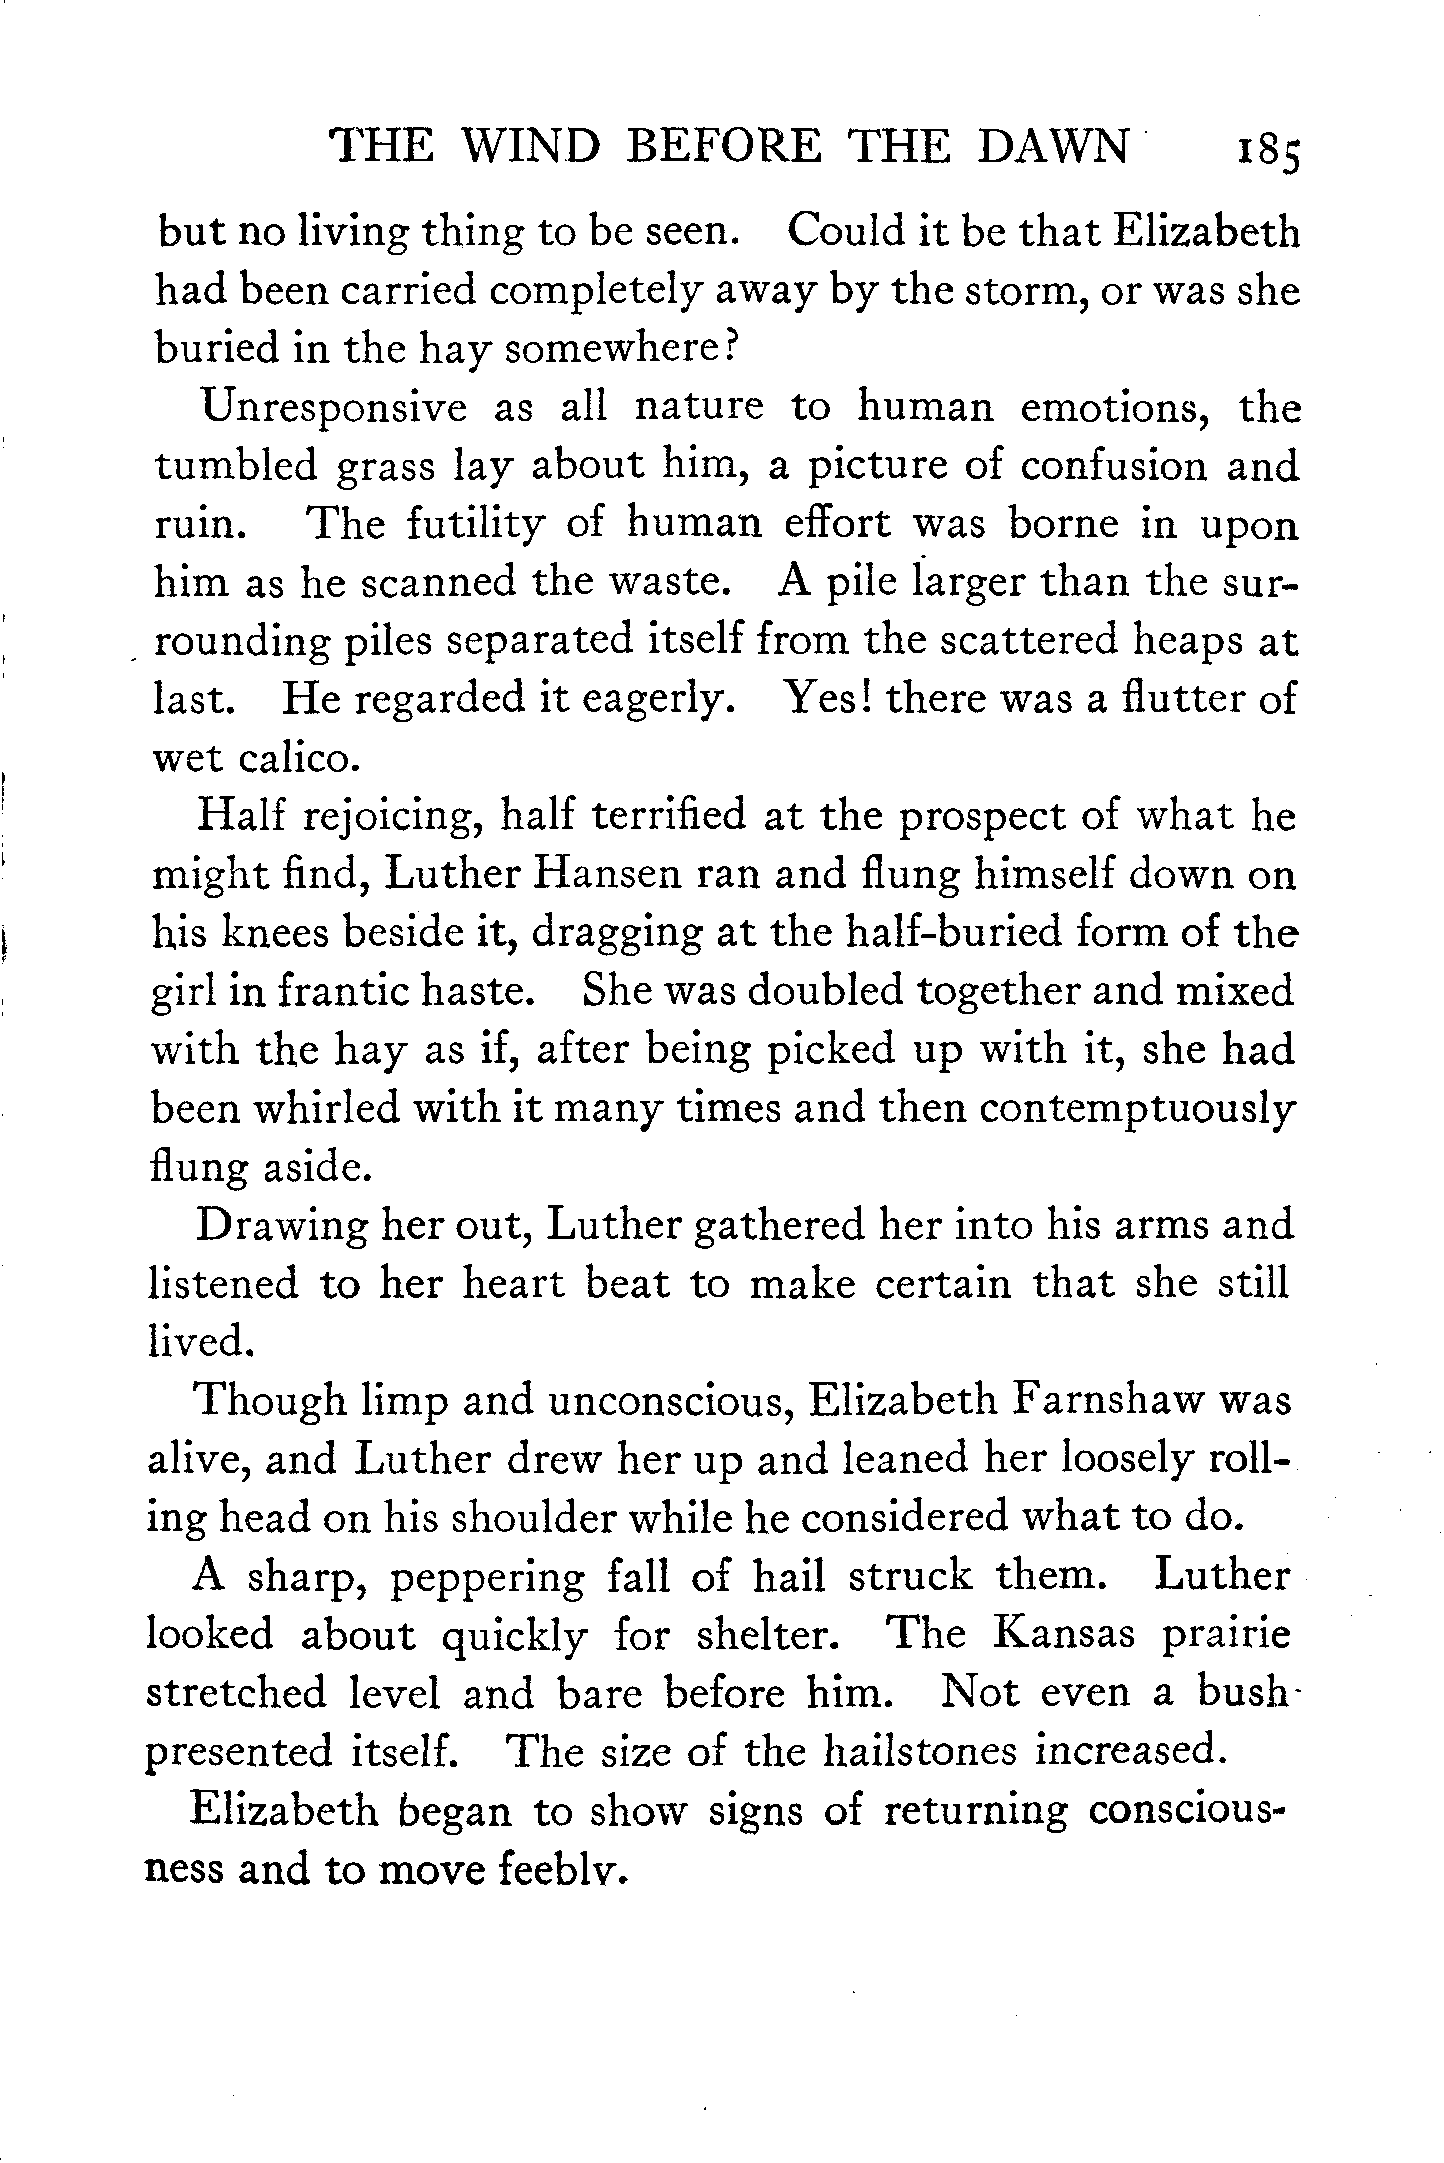 THE WIND BEFORE THE DAWN 185
but no living thing to be seen. Could it be that Elizabeth
had been carried completely away by the storm, or was she
buried in the hay somewhere?
Unresponsive as all nature to human emotions, the
tumbled grass lay about him, a picture of confusion and
ruin. The futility of human effort was borne in upon
him as he scanned the waste. A pile larger than the sur-
rounding piles separated itself from the scattered heaps at
last. He regarded it eagerly. Yes! there was a flutter of
wet calico.
Half rejoicing, half terrified at the prospect of what he
might find, Luther Hansen ran and flung himself down on
his knees beside it, dragging at the half-buried form of the
girl in frantic haste. She was doubled together and mixed
with the hay as if, after being picked up with it, she had
been whirled with it many times and then contemptuously
flung aside.
Drawing her out, Luther gathered her into his arms and
listened to her heart beat to make certain that she still
lived.
Though limp and unconscious, Elizabeth Farnshaw was
alive, and Luther drew her up and leaned her loosely roll-
ing head on his shoulder while he considered what to do.
A sharp, peppering fall of hail struck them. Luther
looked about quickly for shelter. The Kansas prairie
stretched level and bare before him. Not even a bush
presented itself. The size of the hailstones increased.
Elizabeth began to show signs of returning conscious-
ness and to move feebly.